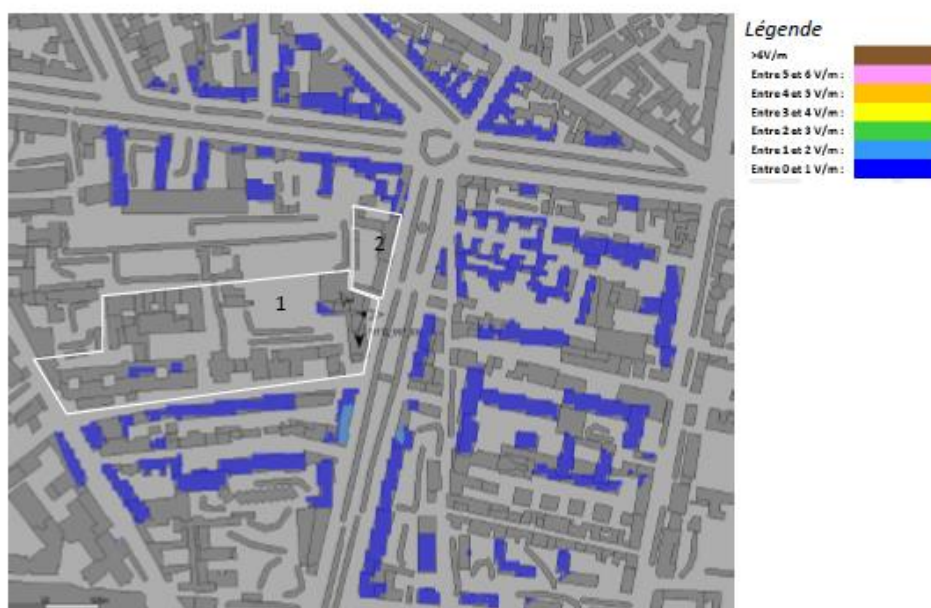 Légende
>6V/m
Entre 5 et 6 V/m :
Entre 4 et 5 V/m :
Entre 3 et 4 V/m :
Entre 2 et 3 V/m :
Entre 1 et 2 V/m :
Entre 0 et 1 V/m :
2
1